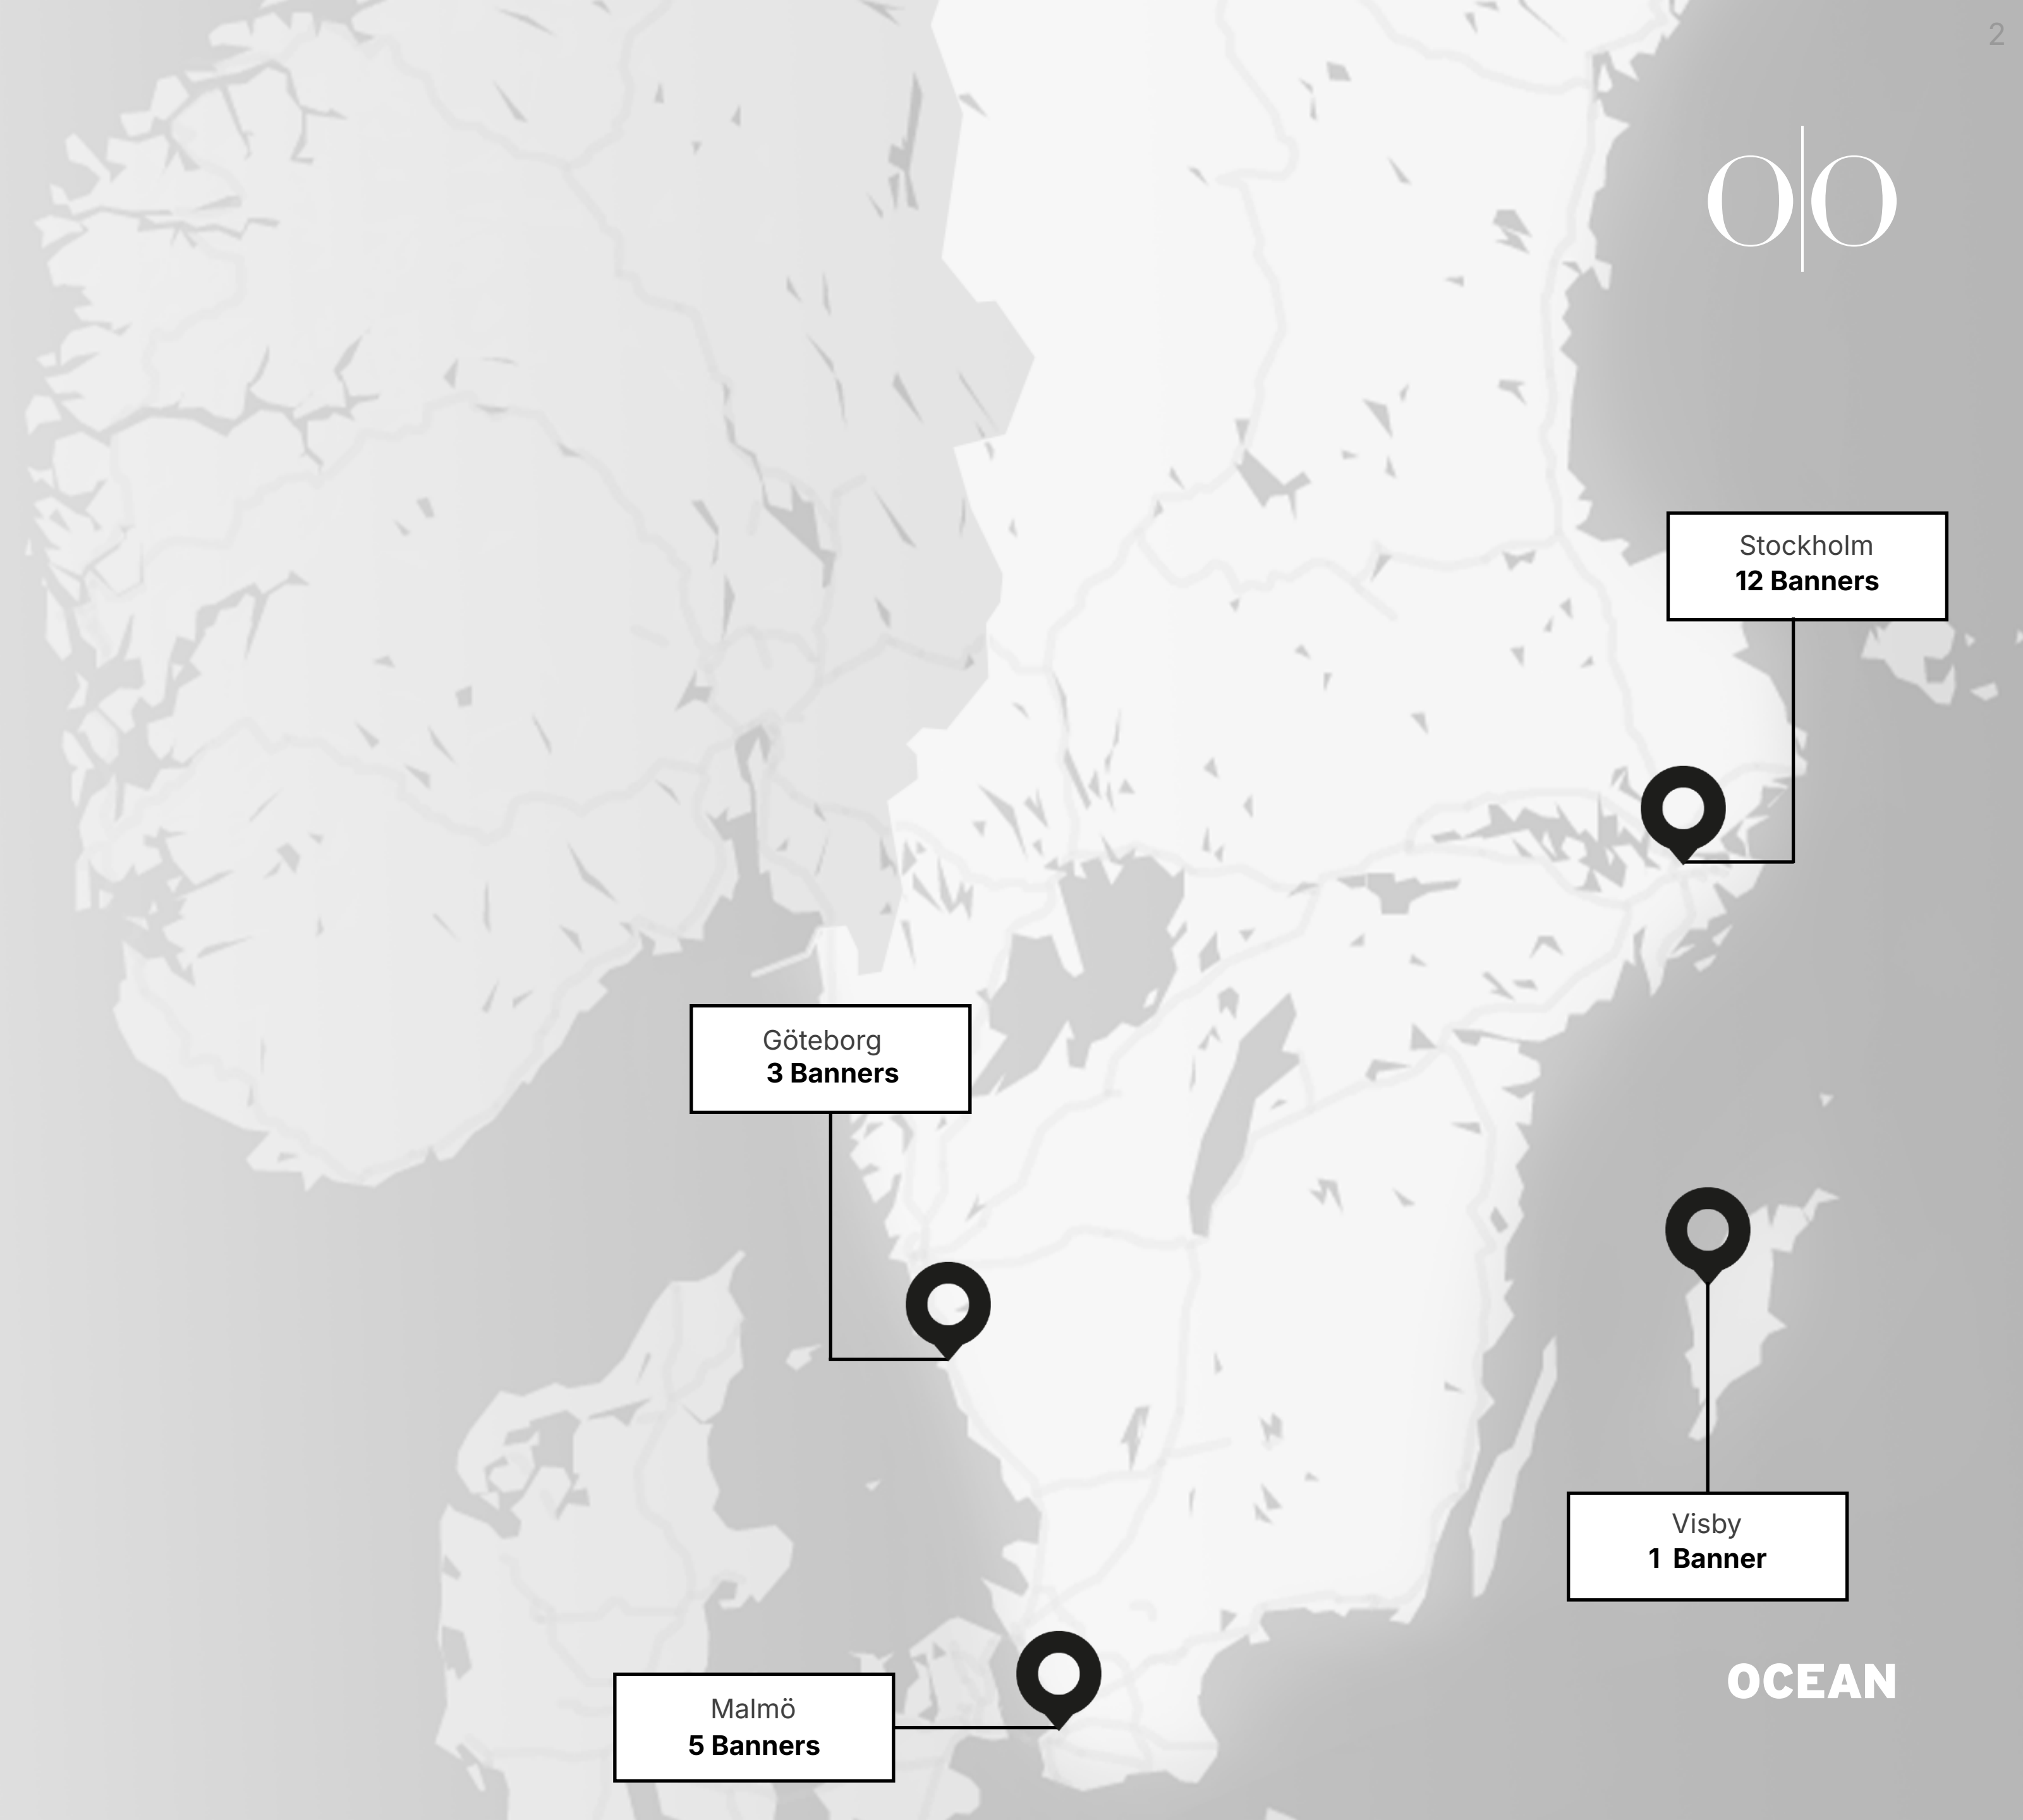 2
O|O
Stockholm
12 Banners
Göteborg
3 Banners
Visby
1 Banner
OCEAN
Malmö
5 Banners